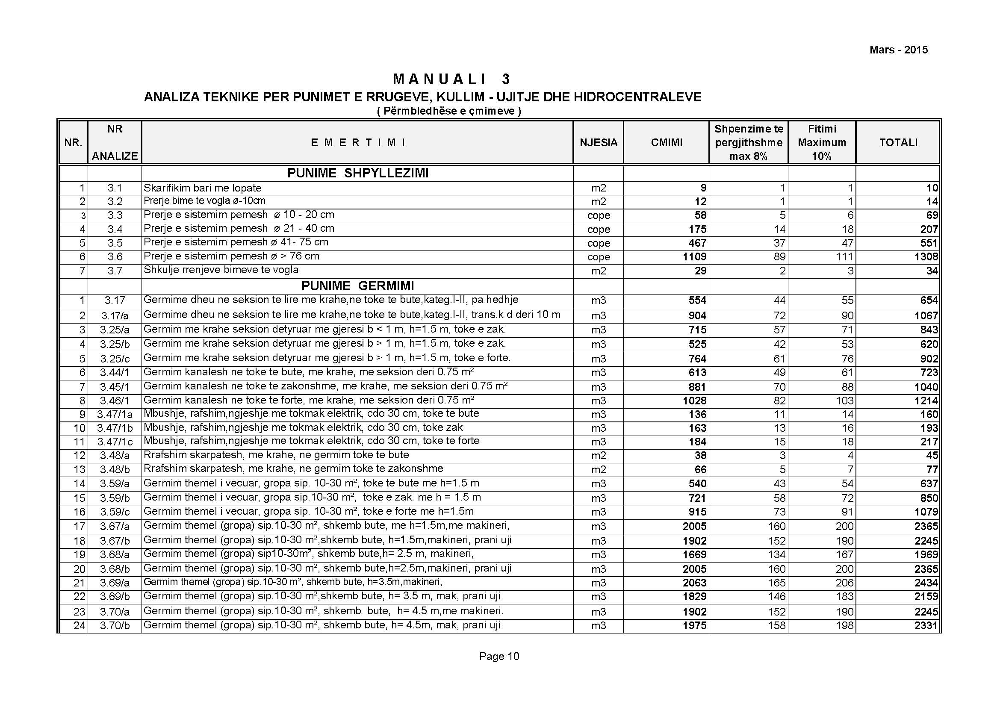 Mars - 2015
MANUALI 3
ANALIZA TEKNIKE PER PUNIMET E RRUGEVE, KULLIM - UJITJE DHE HIDROCENTRALEVE
( Përmbledhëse e çmimeve )
NR. NR ANALIZE EMERTIMI NJESIA CMIMI Shpenzime te pergjithshme max 8% Fitimi Maximum 10% TOTALI
PUNIME SHPYLLEZIMI
1 3.1 Skarifikim bari me lopate m2 9 1 1 10
2 3.2 Prerje bime te vogla ø-10cm m2 12 1 1 14
3 3.3 Prerje e sistemim pemesh ø 10 - 20 cm cope 58 5 6 69
4 3.4 Prerje e sistemim pemesh ø 21 - 40 cm cope 175 14 18 207
5 3.5 Prerje e sistemim pemesh ø 41- 75 cm cope 467 37 47 551
6 3.6 Prerje e sistemim pemesh ø > 76 cm cope 1109 89 111 1308
7 3.7 Shkulje rrenjeve bimeve te vogla m2 29 2 3 34
PUNIME GERMIMI
1 3.17 Germime dheu ne seksion te lire me krahe,ne toke te bute,kateg.I-II, pa hedhje m3 554 44 55 654
2 3.17/a Germime dheu ne seksion te lire me krahe,ne toke te bute,kateg.I-II, trans.k d deri 10 m m3 904 72 90 1067
3 3.25/a Germim me krahe seksion detyruar me gjeresi b < 1 m, h=1.5 m, toke e zak. m3 715 57 71 843
4 3.25/b Germim me krahe seksion detyruar me gjeresi b > 1 m, h=1.5 m, toke e zak. m3 525 42 53 620
5 3.25/c Germim me krahe seksion detyruar me gjeresi b > 1 m, h=1.5 m, toke e forte. m3 764 61 76 902
6 3.44/1 Germim kanalesh ne toke te bute, me krahe, me seksion deri 0.75 m² m3 613 49 61 723
7 3.45/1 Germim kanalesh ne toke te zakonshme, me krahe, me seksion deri 0.75 m² m3 881 70 88 1040
8 3.46/1 Germim kanalesh ne toke te forte, me krahe, me seksion deri 0.75 m² m3 1028 82 103 1214
9 3.47/1a Mbushje, rafshim,ngjeshje me tokmak elektrik, cdo 30 cm, toke te bute m3 136 11 14 160
10 3.47/1b Mbushje, rafshim,ngjeshje me tokmak elektrik, cdo 30 cm, toke zak m3 163 13 16 193
11 3.47/1c Mbushje, rafshim,ngjeshje me tokmak elektrik, cdo 30 cm, toke te forte m3 184 15 18 217
12 3.48/a Rrafshim skarpatesh, me krahe, ne germim toke te bute m2 38 3 4 45
13 3.48/b Rrafshim skarpatesh, me krahe, ne germim toke te zakonshme m2 66 5 7 77
14 3.59/a Germim themel i vecuar, gropa sip. 10-30 m², toke te bute me h=1.5 m m3 540 43 54 637
15 3.59/b Germim themel i vecuar, gropa sip.10-30 m², toke e zak. me h = 1.5 m m3 721 58 72 850
16 3.59/c Germim themel i vecuar, gropa sip. 10-30 m², toke e forte me h=1.5m m3 915 73 91 1079
17 3.67/a Germim themel (gropa) sip.10-30 m², shkemb bute, me h=1.5m,me makineri, m3 2005 160 200 2365
18 3.67/b Germim themel (gropa) sip.10-30 m²,shkemb bute, h=1.5m,makineri, prani uji m3 1902 152 190 2245
19 3.68/a Germim themel (gropa) sip10-30m², shkemb bute,h= 2.5 m, makineri, m3 1669 134 167 1969
20 3.68/b Germim themel (gropa) sip.10-30 m², shkemb bute,h=2.5m,makineri, prani uji m3 2005 160 200 2365
21 3.69/a Germim themel (gropa) sip.10-30 m², shkemb bute, h=3.5m,makineri, m3 2063 165 206 2434
22 3.69/b Germim themel (gropa) sip.10-30 m²,shkemb bute, h= 3.5 m, mak, prani uji m3 1829 146 183 2159
23 3.70/a Germim themel (gropa) sip.10-30 m², shkemb bute, h= 4.5 m,me makineri. m3 1902 152 190 2245
24 3.70/b Germim themel (gropa) sip.10-30 m², shkemb bute, h= 4.5m, mak, prani uji m3 1975 158 198 2331
Page 10